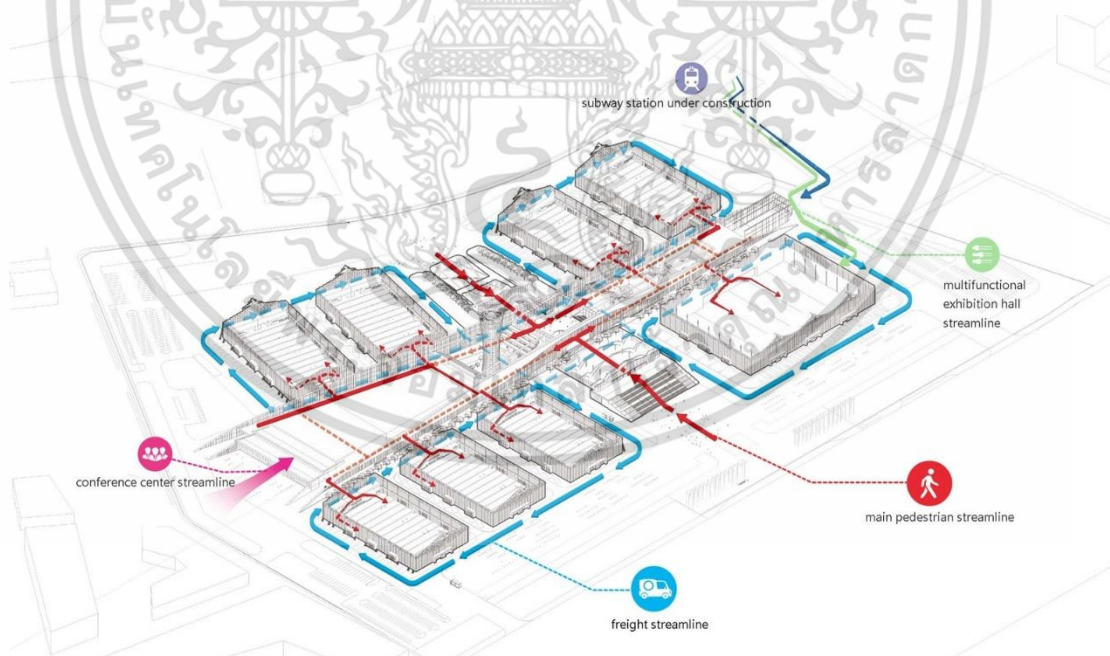 subway station under construction
multifunctional
exhibition hall
streamline
conference center streamline
main pedestrian streamline
freight streamline